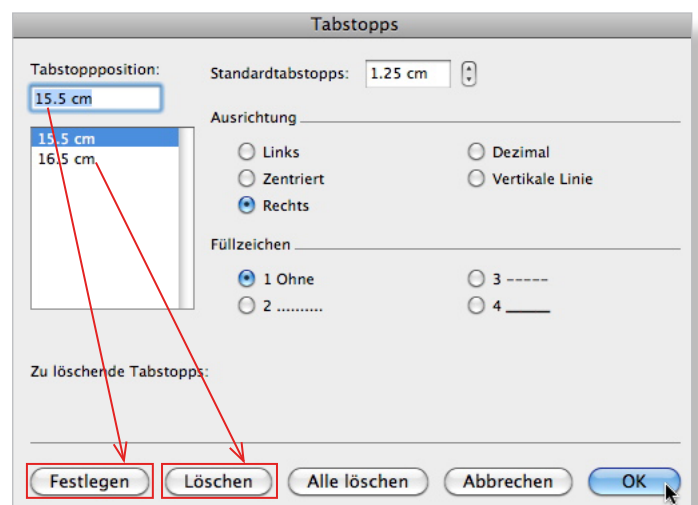 Tabstopps
Tabstoppposition:
15.5 cm
15.5 cm
16.5 cm
Standardtabstopps: 1.25 cm
Ausrichtung
Links
Dezimal
Zentriert
Vertikale Linie
Rechts
Füllzeichen
1 Ohne
3 -----
2 ..........
4 _____
Zu löschende Tabstopps:
Festlegen Löschen Alle löschen Abbrechen OK